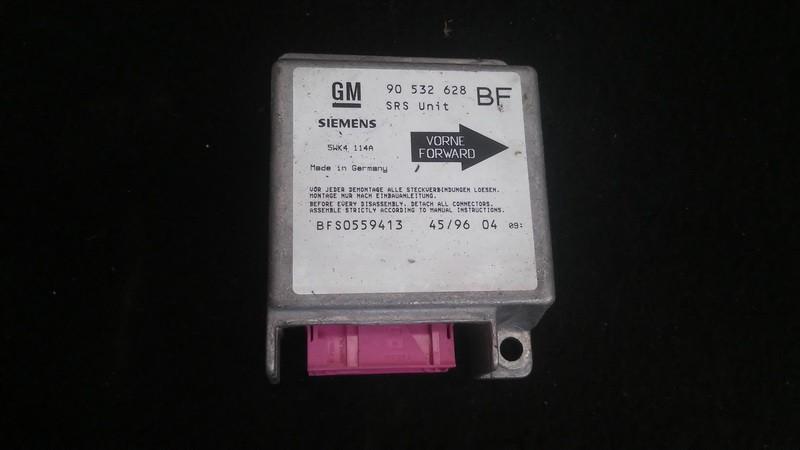 GM 90 532 628 BF
SRS Unit
SIEMENS
VORNE
FORWARD
5WK4 114A
Made in Germany
VOR JEDER DEMONTAGE ALLE STECKVERBINDUNGEN LOESEN.
MONTAGE NUR NACH EINBAUANLEITUNG.
BEFORE EVERY DISASSEMBLY, DETACH ALL CONNECTORS.
ASSEMBLE STRICTLY ACCORDING TO MANUAL INSTRUCTIONS.
BFS0559413 45/96 04 09: